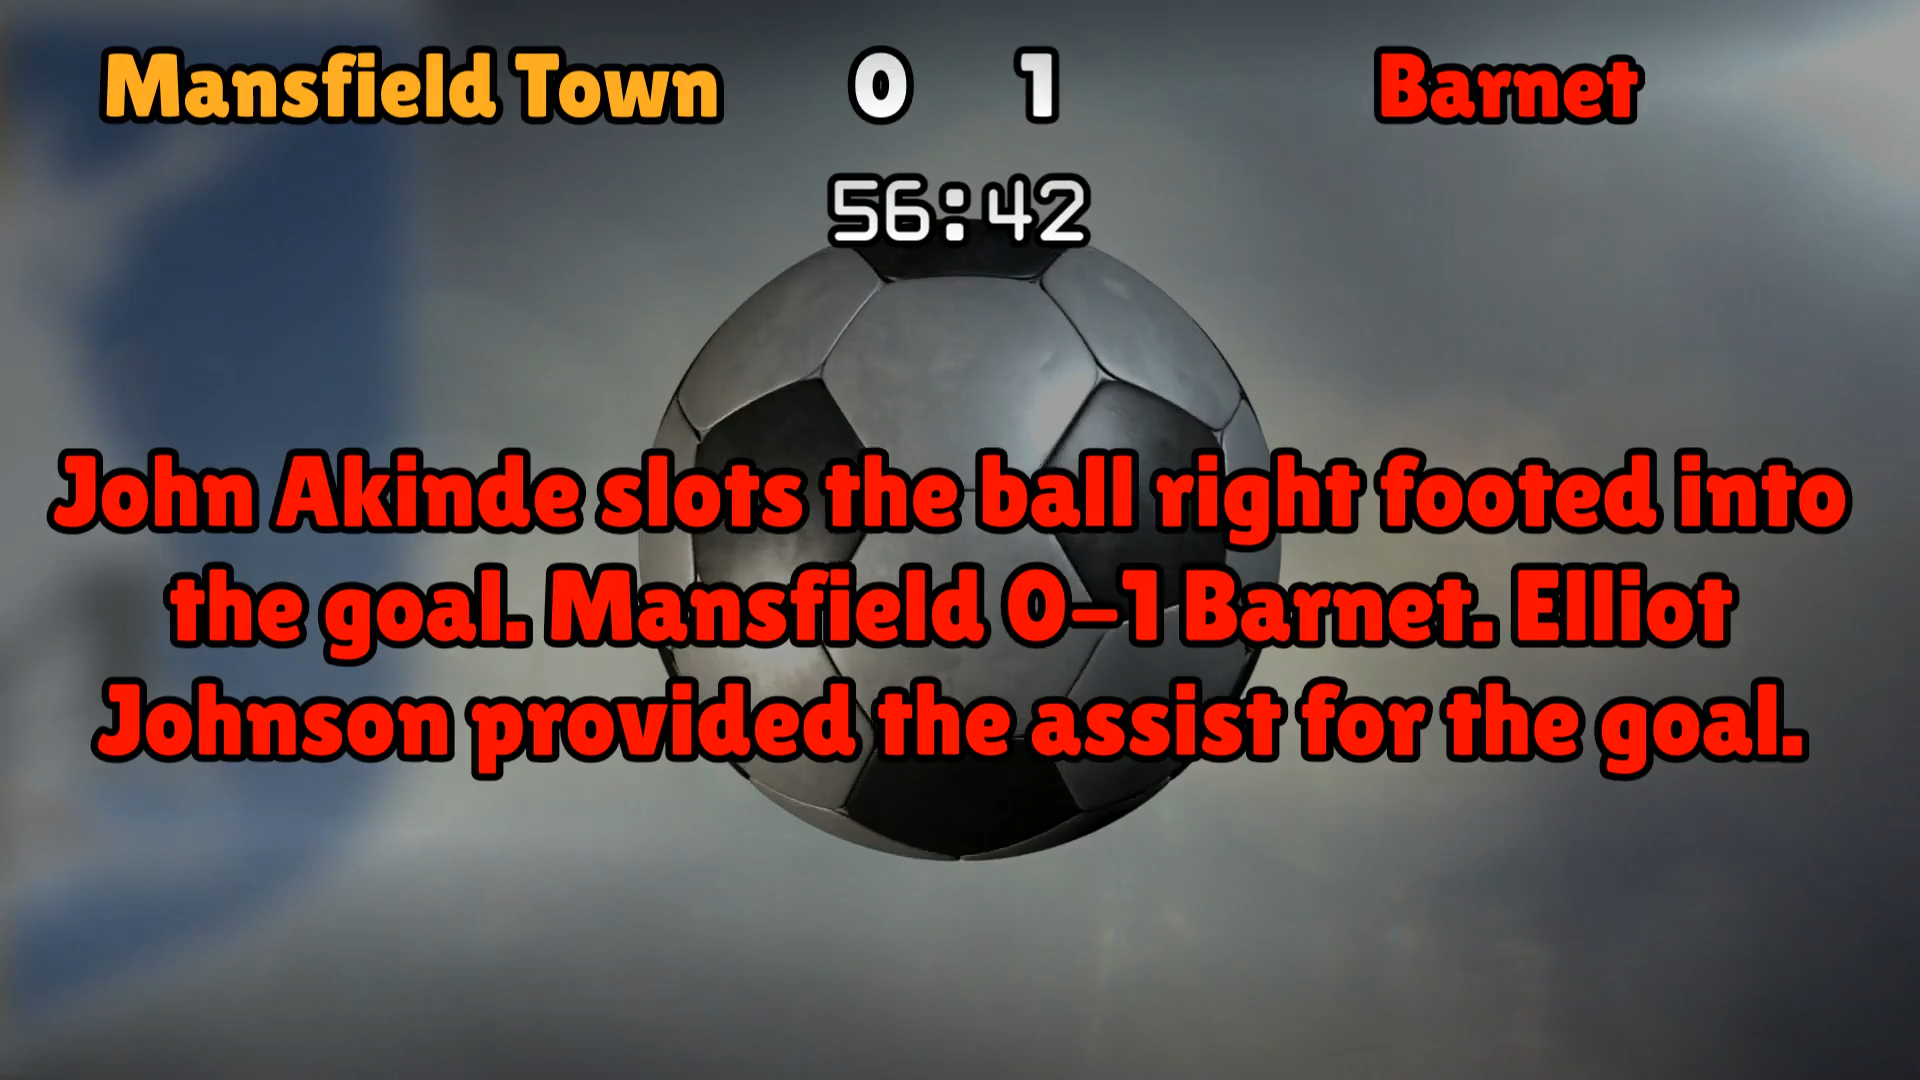 Mansfield Town 0 1 Barnet
56:42
John Akinde slots the ball right footed into
the goal. Mansfield 0-1 Barnet. Elliot
Johnson provided the assist for the goal.